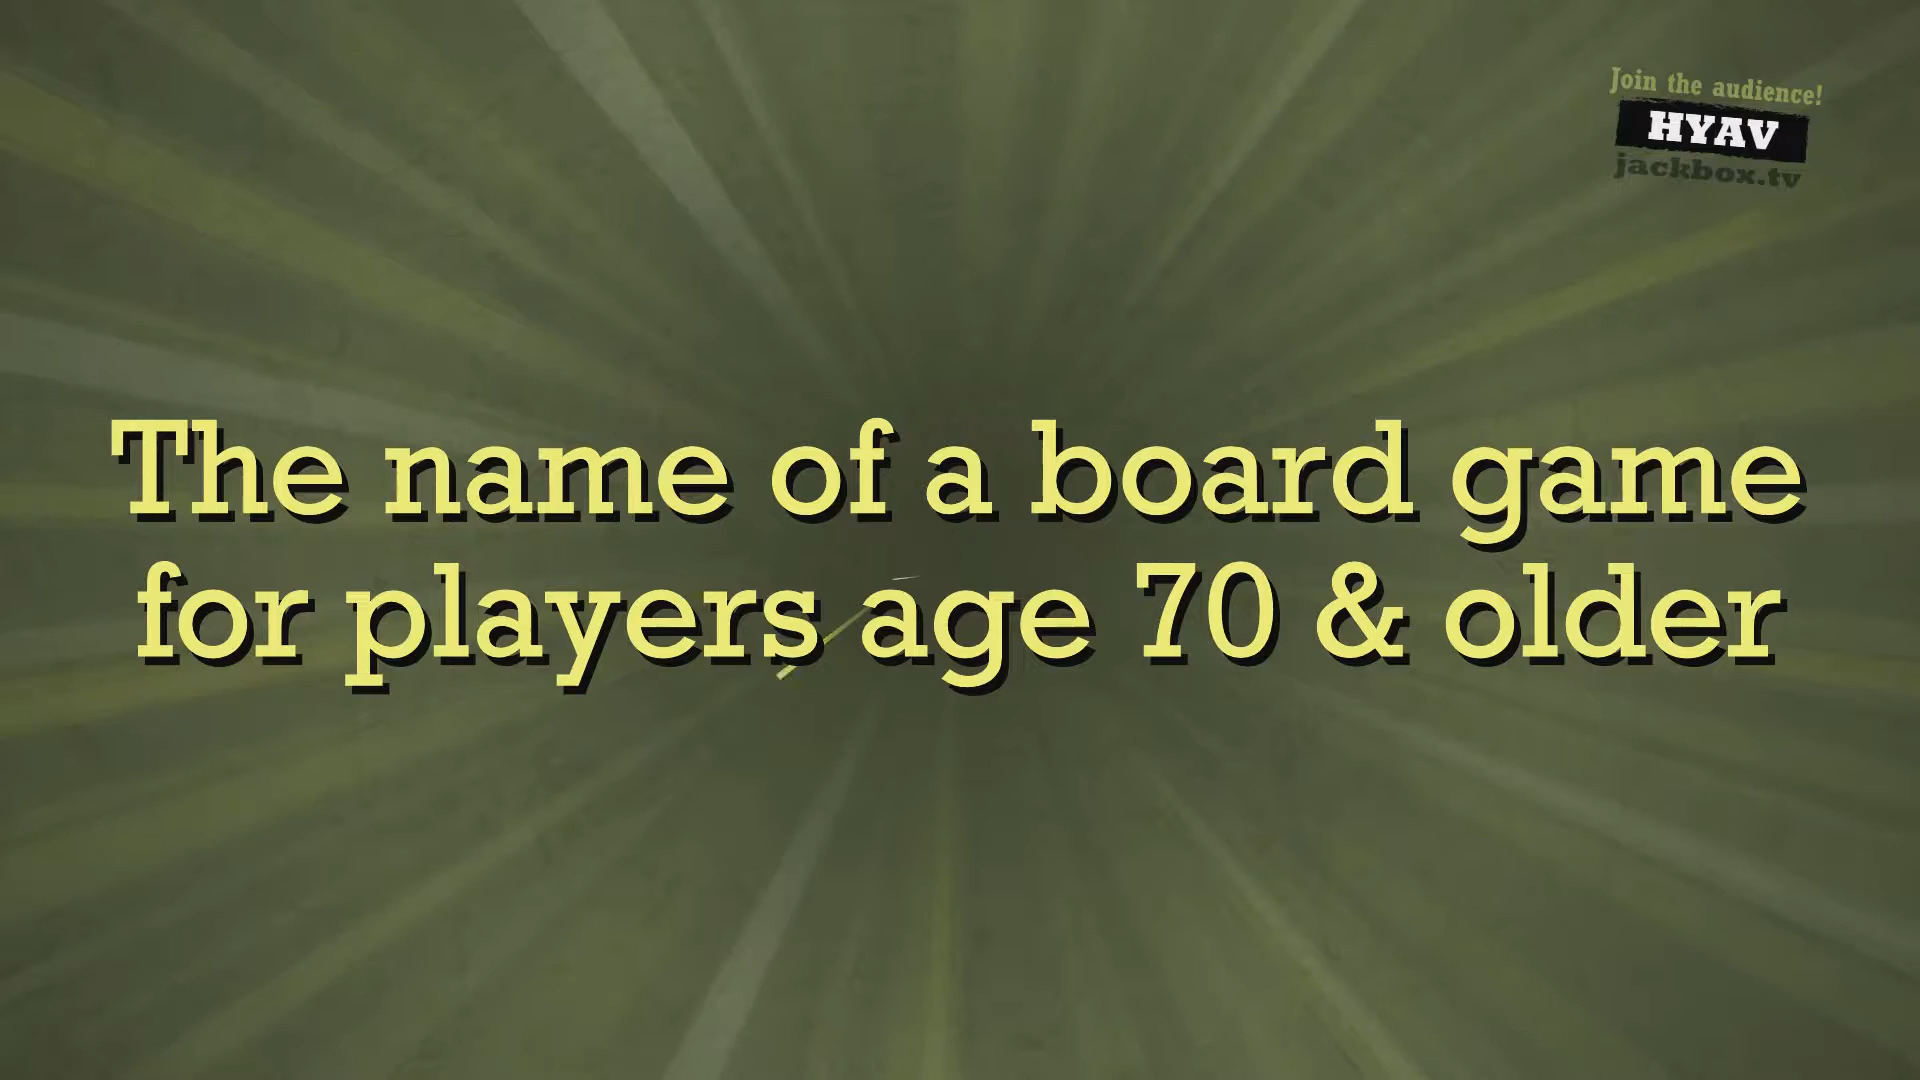 Join the audience!
HYAV
jackbox.tv
The name of a board game
for players age 70 & older